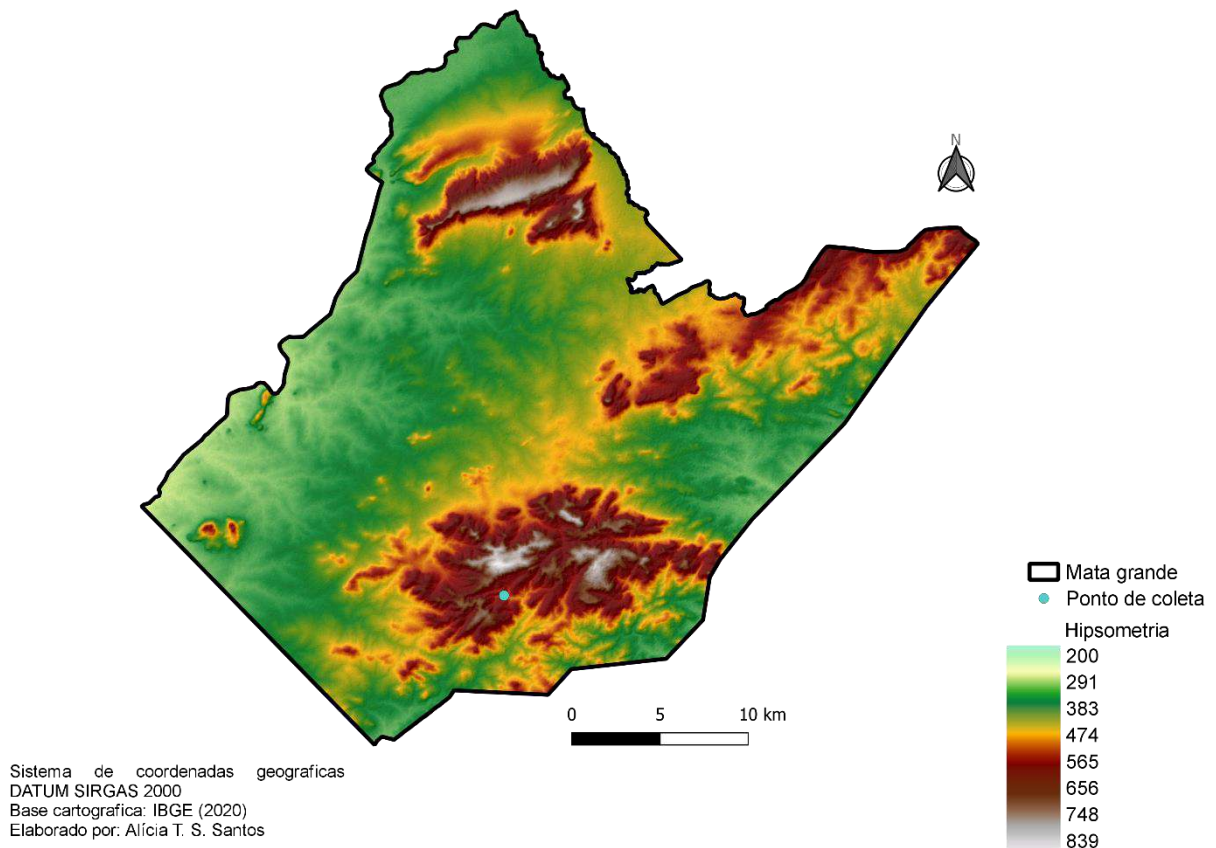 N
Mata grande
Ponto de coleta
Hipsometria
200
291
383
474
565
656
748
839
0 5 10 km
Sistema de coordenadas geograficas
DATUM SIRGAS 2000
Base cartografica: IBGE (2020)
Elaborado por: Alícia T. S. Santos